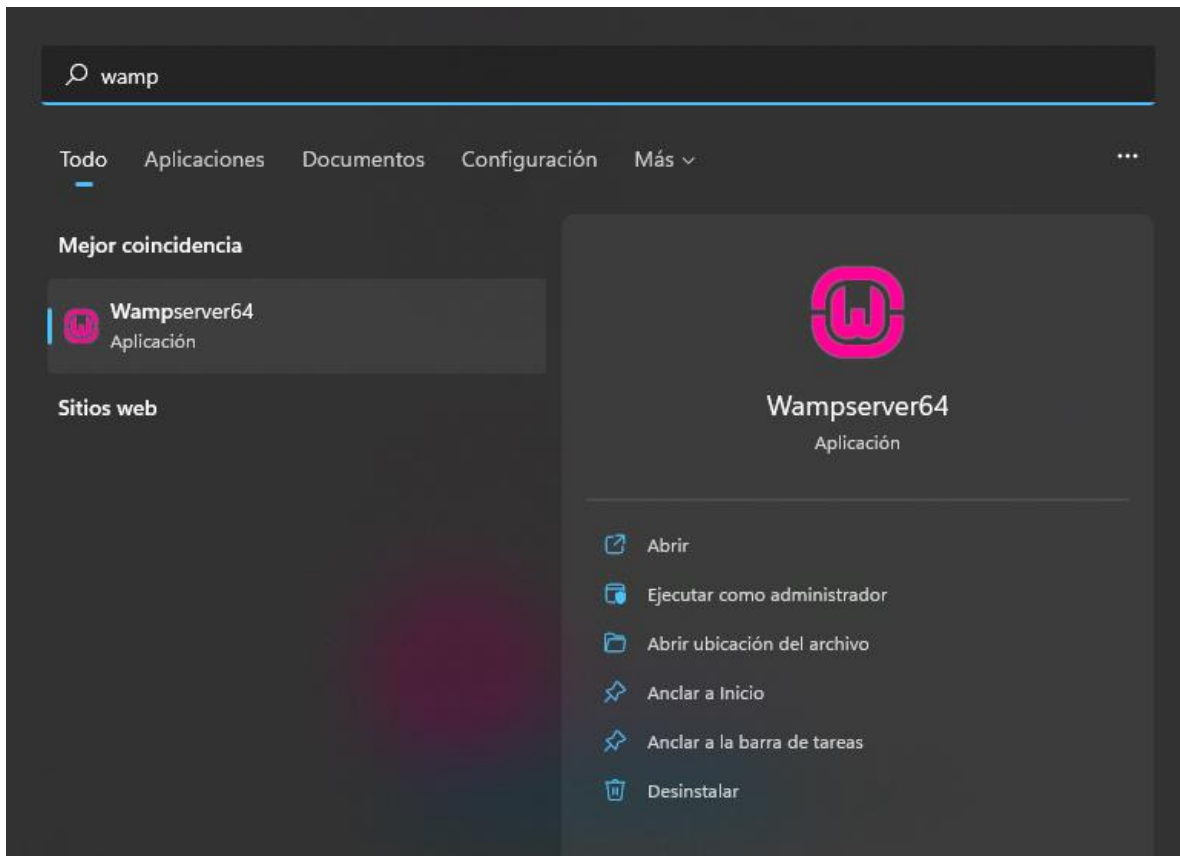 wamp
Todo Aplicaciones Documentos Configuración Más
Mejor coincidencia
Wampserver64
Aplicación
Sitios web
Wampserver64
Aplicación
Abrir
Ejecutar como administrador
Abrir ubicación del archivo
Anclar a Inicio
Anclar a la barra de tareas
Desinstalar